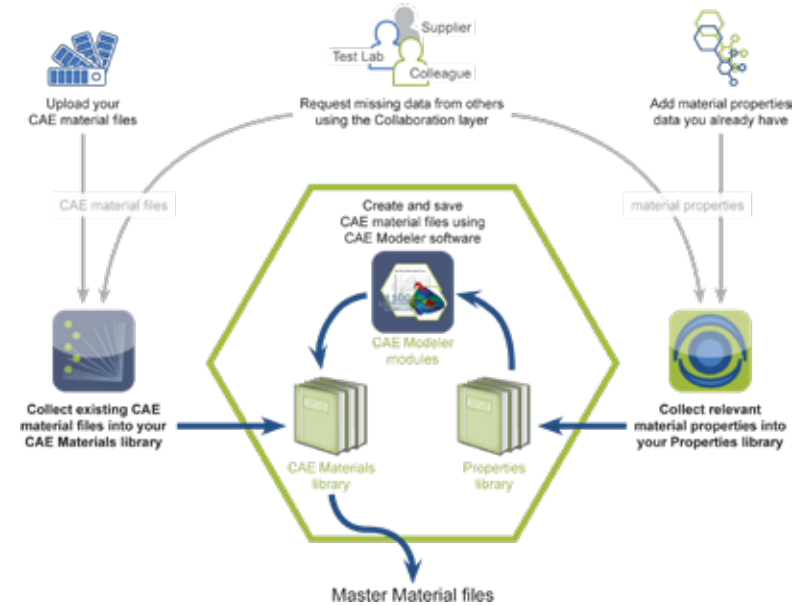 Supplier
Test Lab
Colleague
Upload your
CAE material files
Request missing data from others
using the Collaboration layer
Add material properties
data you already have
CAE material files
material properties
Create and save
CAE material files using
CAE Modeler software
CAE Modeler
modules
Collect existing CAE
material files into your
CAE Materials library
CAE Materials
library
Properties
library
Collect relevant
material properties into
your Properties library
Master Material files